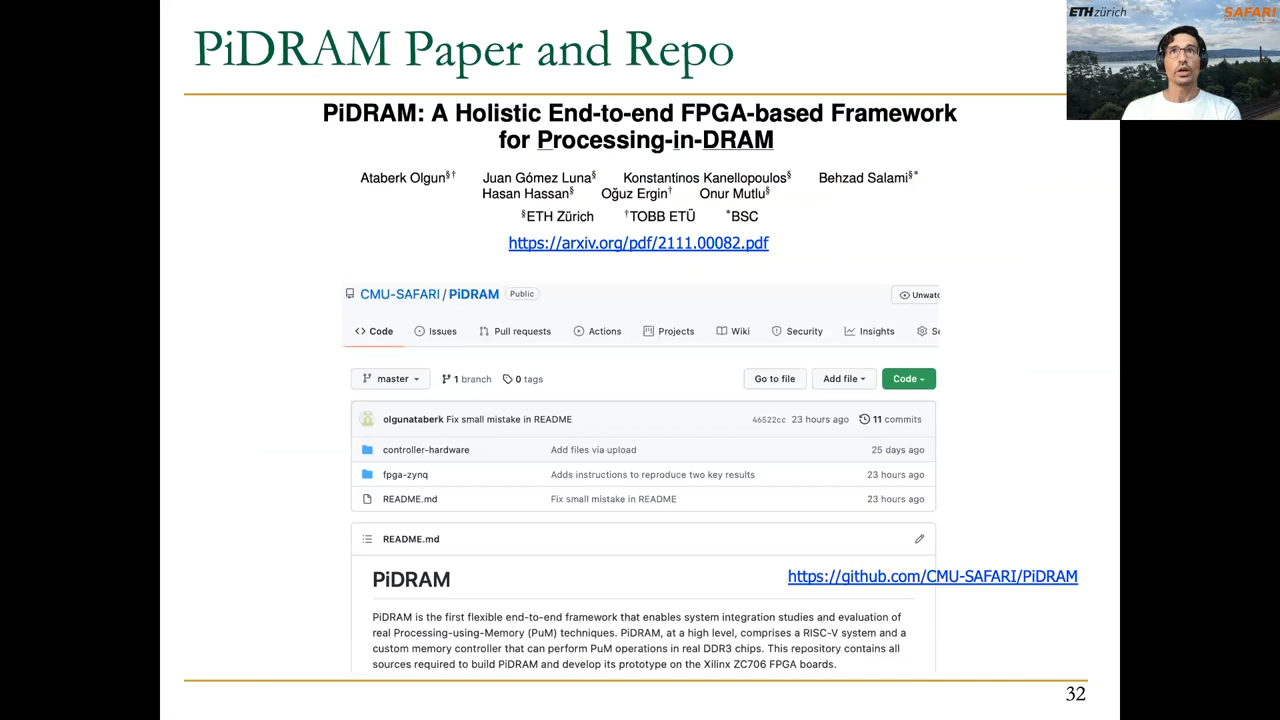 PiDRAM Paper and Repo
ETH zürich
SAFARI
PiDRAM: A Holistic End-to-end FPGA-based Framework
for Processing-in-DRAM
Ataberk Olgun§† Juan Gómez Luna§ Konstantinos Kanellopoulos§ Behzad Salami§*
Hasan Hassan§ Oğuz Ergin† Onur Mutlu§
§ETH Zürich †TOBB ETÜ *BSC
https://arxiv.org/pdf/2111.00082.pdf
CMU-SAFARI / PiDRAM Public Unwatc
Code Issues Pull requests Actions Projects Wiki Security Insights Se
master 1 branch 0 tags Go to file Add file Code
olgunataberk Fix small mistake in README 46522cc 23 hours ago 11 commits
controller-hardware Add files via upload 25 days ago
fpga-zynq Adds instructions to reproduce two key results 23 hours ago
README.md Fix small mistake in README 23 hours ago
README.md
PiDRAM
https://github.com/CMU-SAFARI/PiDRAM
PiDRAM is the first flexible end-to-end framework that enables system integration studies and evaluation of
real Processing-using-Memory (PuM) techniques. PiDRAM, at a high level, comprises a RISC-V system and a
custom memory controller that can perform PuM operations in real DDR3 chips. This repository contains all
sources required to build PiDRAM and develop its prototype on the Xilinx ZC706 FPGA boards.
32